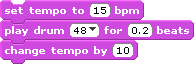 set tempo to 15 bpm
play drum 48 for 0.2 beats
change tempo by 10